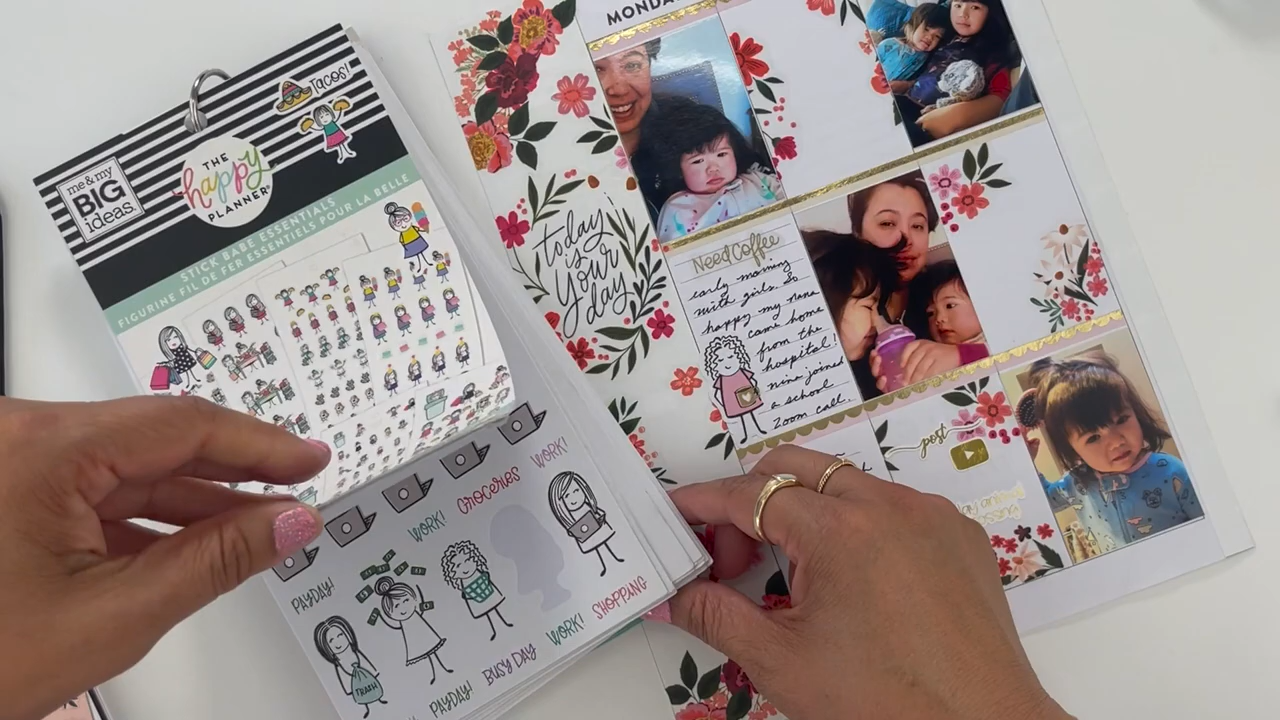 TACOS!
me & my
BIG
ideas.
THE
happy
PLANNER®
STICK BABE ESSENTIALS
FIGURINE FIL DE FER ESSENTIELS POUR LA BELLE
WORK!
GROCERIES
WORK!
PAYDAY!
TRASH
PAYDAY!
BUSY DAY
WORK!
SHOPPING
today
is
your
day
Need Coffee
early morning
with girls. So
happy my nana
came home
from the
hospital!
nina joined
a school
Zoom call.
post